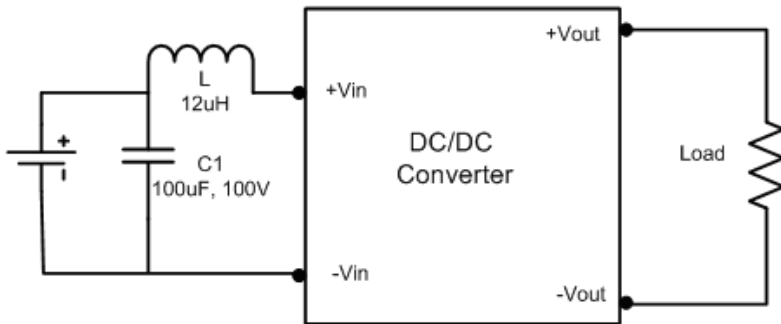 +Vout
L
12uH
+Vin
+
-
C1
100uF, 100V
DC/DC
Converter
Load
-Vin
-Vout